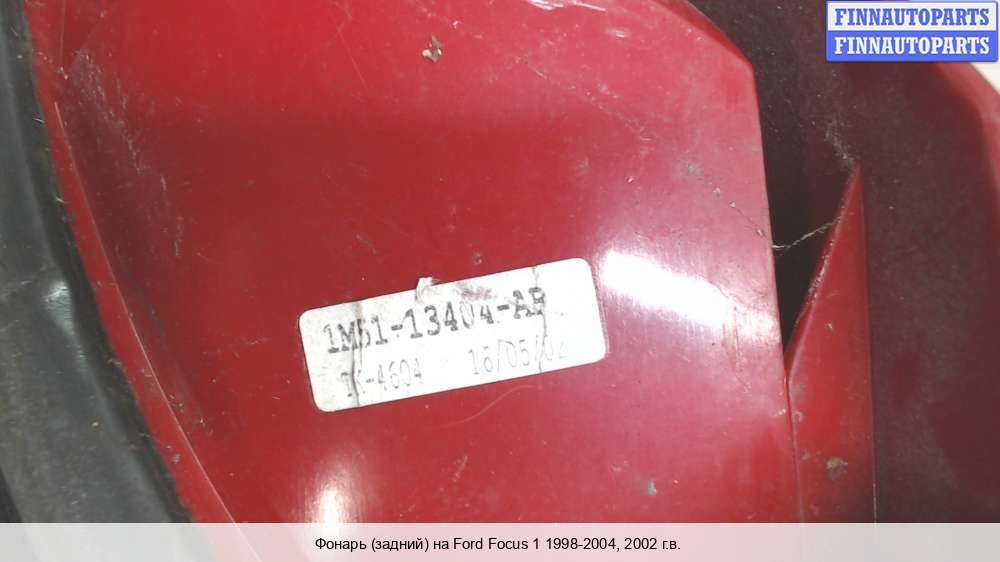 FINNAUTOPARTS
FINNAUTOPARTS
1M51-13404-AB
16/05/02
Фонарь (задний) на Ford Focus 1 1998-2004, 2002 г.в.